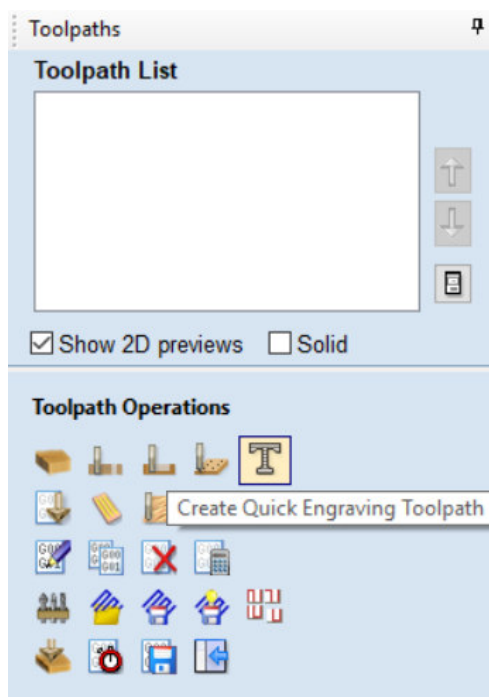 Toolpaths
Toolpath List
Show 2D previews
Solid
Toolpath Operations
Create Quick Engraving Toolpath